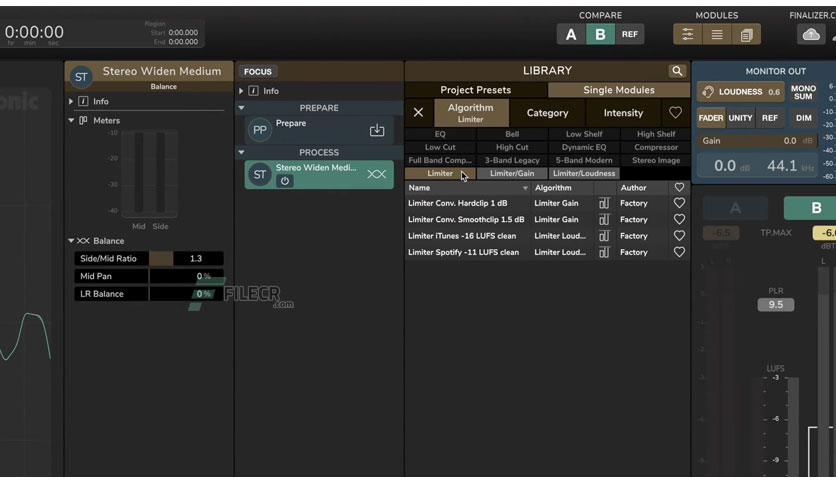 0:00:00
hr min sec
Region
Start 0:00.000
End 0:00.000
COMPARE
A B REF
MODULES
FINALIZER.C
ST Stereo Widen Medium
Balance
Info
Meters
-10
-20
-30
-40
Mid Side
Balance
Side/Mid Ratio 1.3
Mid Pan 0 %
LR Balance 0 %
FOCUS
Info
PREPARE
PP Prepare
PROCESS
ST Stereo Widen Medi...
LIBRARY
Project Presets Single Modules
Algorithm
Limiter
Category Intensity
EQ Bell Low Shelf High Shelf
Low Cut High Cut Dynamic EQ Compressor
Full Band Comp... 3-Band Legacy 5-Band Modern Stereo Image
Limiter Limiter/Gain Limiter/Loudness
Name Algorithm Author
Limiter Conv. Hardclip 1 dB Limiter Gain Factory
Limiter Conv. Smoothclip 1.5 dB Limiter Gain Factory
Limiter iTunes -16 LUFS clean Limiter Loud... Factory
Limiter Spotify -11 LUFS clean Limiter Loud... Factory
MONITOR OUT
LOUDNESS 0.6
MONO
SUM
FADER UNITY REF DIM
Gain 0.0 dB
0.0 dB 44.1 kHz
A B
-6.5 TP.MAX -6.
dBT
L L
PLR
9.5
LUFS
-3
-6
-9
FILECR
.com
onic